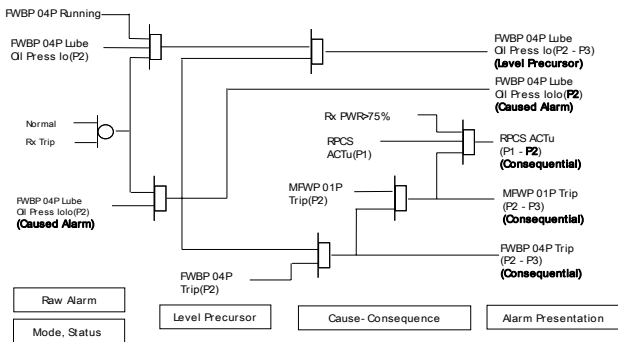 FWBP 04P Running
FWBP 04P Lube
Oil Press lo(P2)
Normal
Rx Trip
FWBP 04P Lube
Oil Press lolo(P2)
(Caused Alarm)
FWBP 04P
Trip(P2)
MFWP 01P
Trip(P2)
Rx PWR>75%
RPCS
ACTu(P1)
FWBP 04P Lube
Oil Press lo(P2 - P3)
(Level Precursor)
FWBP 04P Lube
Oil Press lolo(P2)
(Caused Alarm)
RPCS ACTu
(P1 - P2)
(Consequential)
MFWP 01P Trip
(P2 - P3)
(Consequential)
FWBP 04P Trip
(P2 - P3)
(Consequential)
Raw Alarm
Mode, Status
Level Precursor
Cause- Consequence
Alarm Presentation